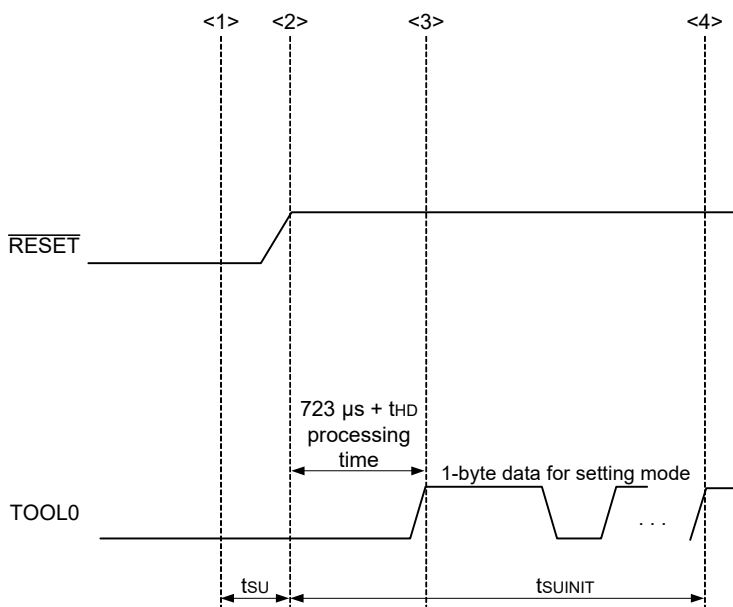 <1> <2> <3> <4>
RESET
723 µs + tHD
processing
time
1-byte data for setting mode
TOOL0
. . .
tSU tSUINIT